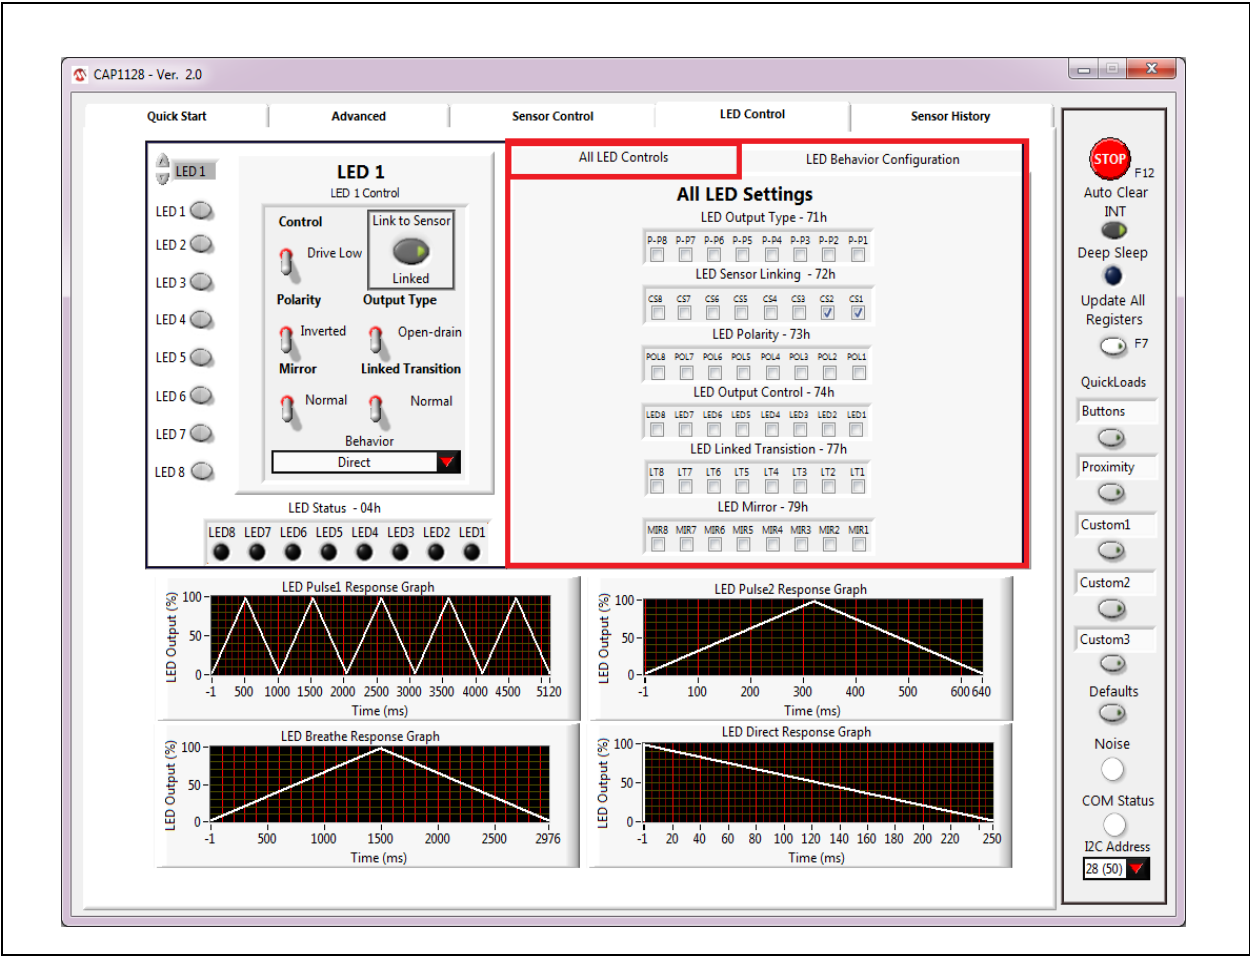 CAP1128 - Ver. 2.0
Quick Start
Advanced
Sensor Control
LED Control
Sensor History
LED 1
LED 1
LED 2
LED 3
LED 4
LED 5
LED 6
LED 7
LED 8
LED 1
LED 1 Control
Control
Drive Low
Link to Sensor
Linked
Polarity
Output Type
Inverted
Open-drain
Mirror
Linked Transition
Normal
Normal
Behavior
Direct
LED Status - 04h
LED8 LED7 LED6 LED5 LED4 LED3 LED2 LED1
All LED Controls
LED Behavior Configuration
All LED Settings
LED Output Type - 71h
P-P8 P-P7 P-P6 P-P5 P-P4 P-P3 P-P2 P-P1
LED Sensor Linking - 72h
CS8 CS7 CS6 CS5 CS4 CS3 CS2 CS1
LED Polarity - 73h
POL8 POL7 POL6 POL5 POL4 POL3 POL2 POL1
LED Output Control - 74h
LED8 LED7 LED6 LED5 LED4 LED3 LED2 LED1
LED Linked Transistion - 77h
LT8 LT7 LT6 LT5 LT4 LT3 LT2 LT1
LED Mirror - 79h
MIR8 MIR7 MIR6 MIR5 MIR4 MIR3 MIR2 MIR1
LED Pulse1 Response Graph
LED Output (%)
100
50
0
-1 500 1000 1500 2000 2500 3000 3500 4000 4500 5120
Time (ms)
LED Pulse2 Response Graph
LED Output (%)
100
50
0
-1 100 200 300 400 500 600 640
Time (ms)
LED Breathe Response Graph
LED Output (%)
100
50
0
-1 500 1000 1500 2000 2500 2976
Time (ms)
LED Direct Response Graph
LED Output (%)
100
50
0
-1 20 40 60 80 100 120 140 160 180 200 220 250
Time (ms)
STOP
F12
Auto Clear
INT
Deep Sleep
Update All
Registers
F7
QuickLoads
Buttons
Proximity
Custom1
Custom2
Custom3
Defaults
Noise
COM Status
I2C Address
28 (50)